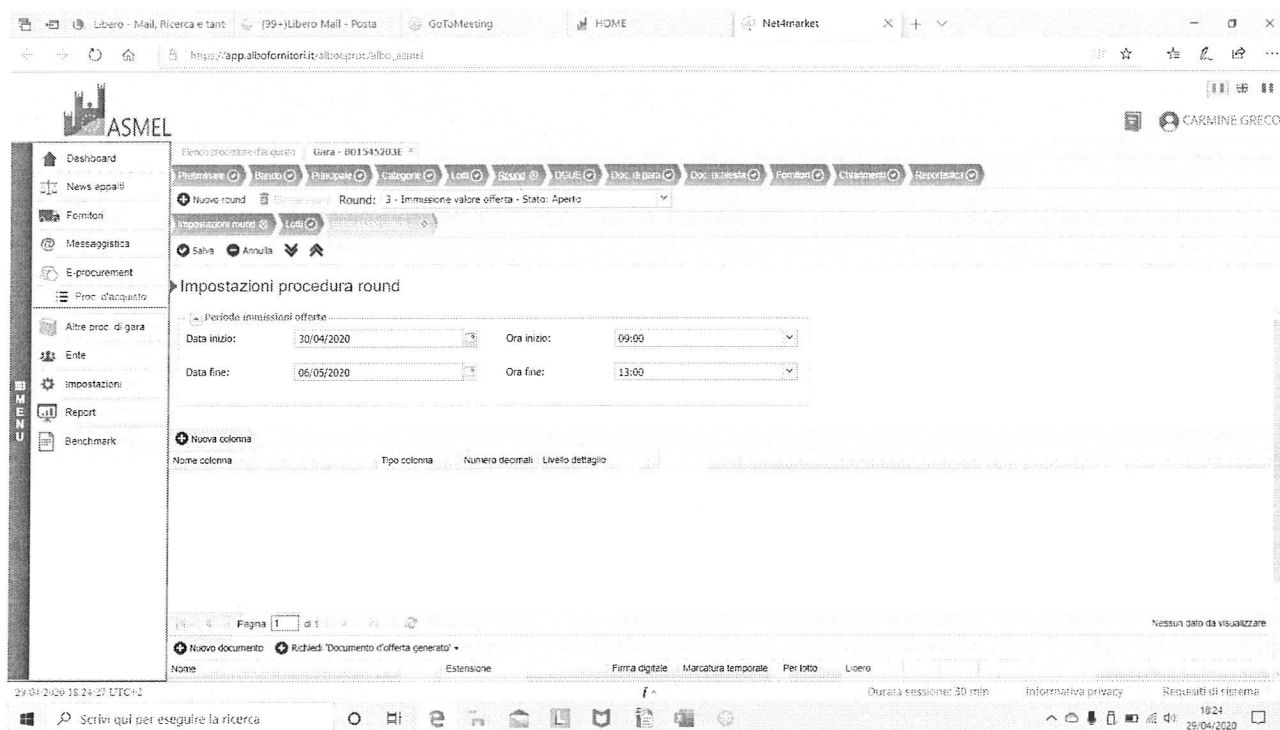 Libero - Mail, Ricerca e tant (99+)Libero Mail - Posta GoToMeeting HOME Net4market
https://app.albofornitori.it/alboeproc/albo_asmel
ASMEL
CARMINE GRECO
Elenco procedure d'acquisto Gara - 001545203E
Preliminare Bando Principale Categorie Lotti Round DGUE Doc. di gara Doc. richiesta Fornitori Chiarimenti Reportistica
Nuovo round Round: 3 - Immissione valore offerta - Stato: Aperto
Impostazioni round Lotti
Salva Annulla
Dashboard
News appalti
Fornitori
Messaggistica
E-procurement
Proc. d'acquisto
Altre proc. di gara
Ente
Impostazioni
Report
Benchmark
MENU
Impostazioni procedura round
Periodo immissioni offerte
Data inizio: 30/04/2020 Ora inizio: 09:00
Data fine: 06/05/2020 Ora fine: 13:00
Nuova colonna
Nome colonna Tipo colonna Numero decimali Livello dettaglio
Pagina 1 di 1 Nessun dato da visualizzare
Nuovo documento Richiedi 'Documento d'offerta generato'
Nome Estensione Firma digitale Marcatura temporale Per lotto Libero
29/04/2020 18:24:27 UTC+2 Durata sessione: 30 min Informativa privacy Requisiti di sistema
Scrivi qui per eseguire la ricerca
18:24
29/04/2020